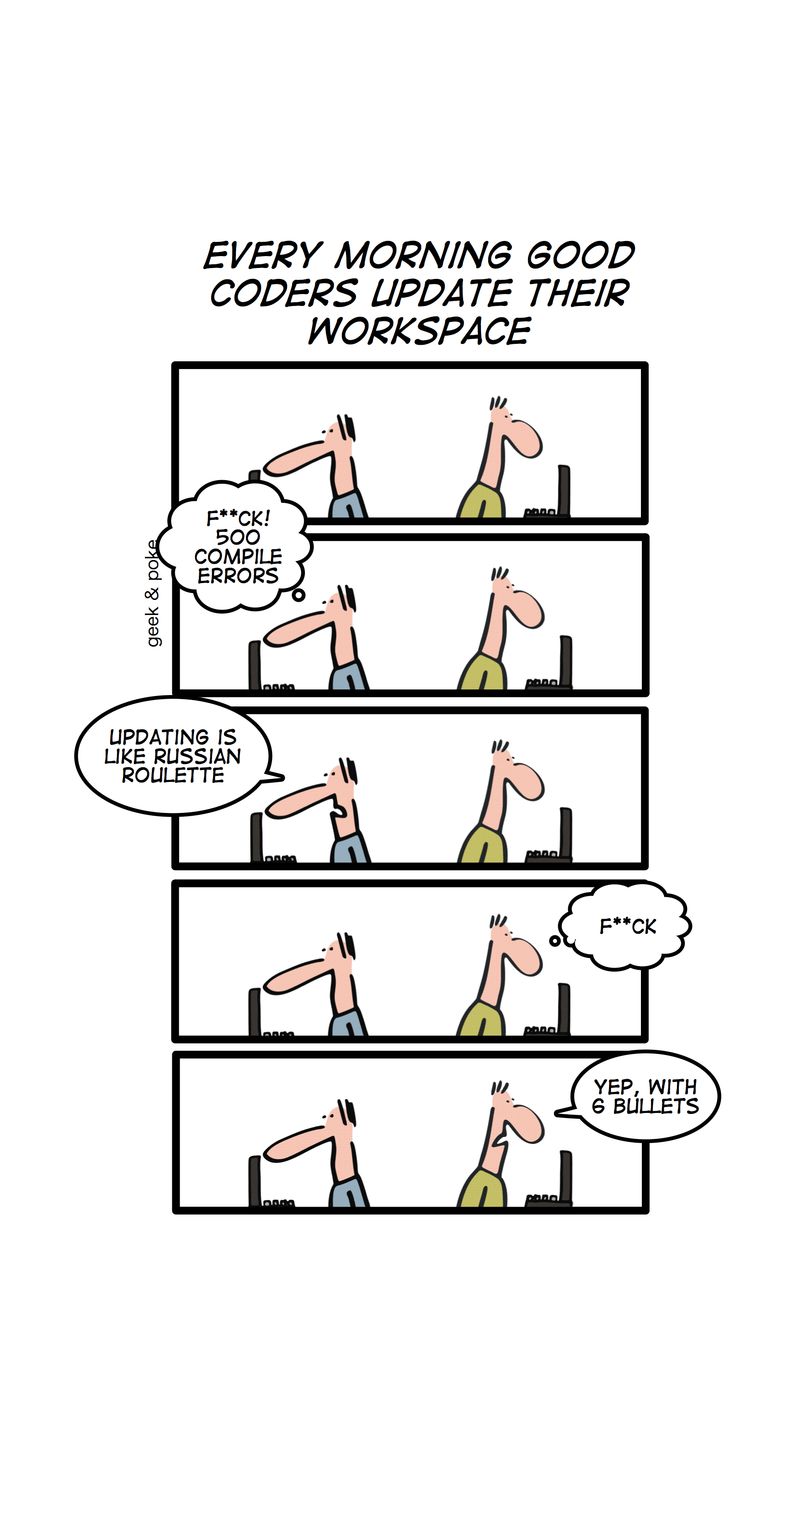 EVERY MORNING GOOD
CODERS UPDATE THEIR
WORKSPACE
F**CK!
500
COMPILE
ERRORS
geek & poke
UPDATING IS
LIKE RUSSIAN
ROULETTE
F**CK
YEP, WITH
6 BULLETS